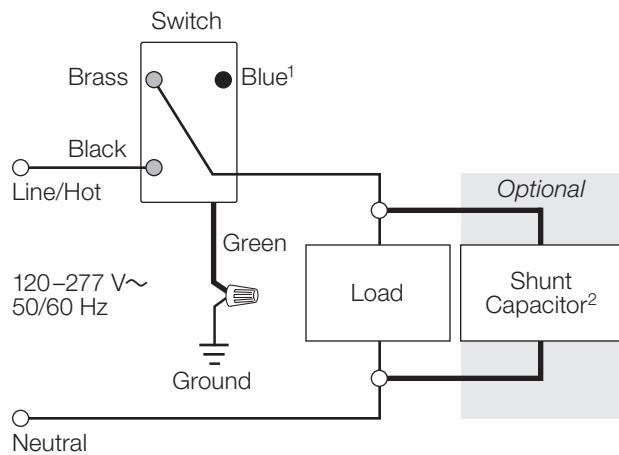 Switch
Brass
Blue¹
Black
Line/Hot
Optional
Green
120–277 V~
50/60 Hz
Load
Shunt
Capacitor²
Ground
Neutral